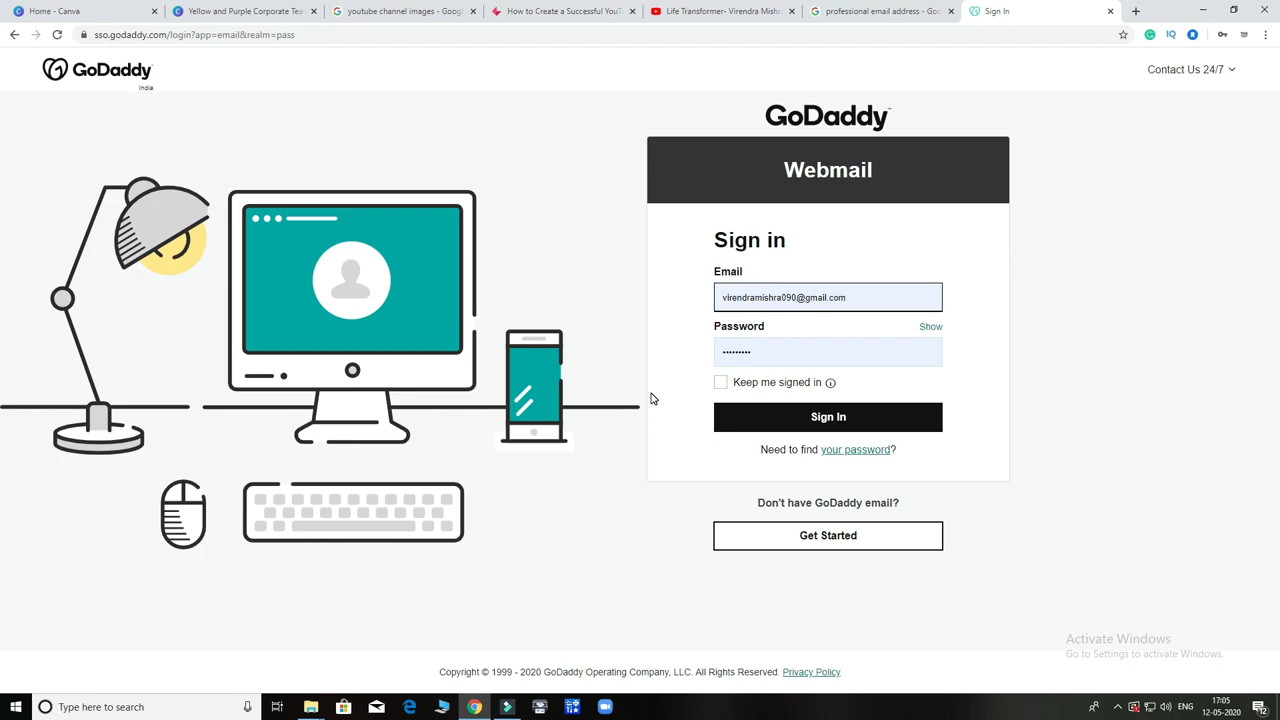 Home - Canva
Yellow and Purple Corporate Tea
youtube channel images - Googl
How to Create a Successful YouT
Life Transformer- Virendra Mishr
professional email address - Goo
Sign In
sso.godaddy.com/login?app=email&realm=pass
GoDaddy
India
Contact Us 24/7
GoDaddy
Webmail
Sign in
Email
virendramishra090@gmail.com
Password Show
•••••••••
Keep me signed in
Sign In
Need to find your password?
Don't have GoDaddy email?
Get Started
Activate Windows
Go to Settings to activate Windows.
Copyright © 1999 - 2020 GoDaddy Operating Company, LLC. All Rights Reserved. Privacy Policy
Type here to search
ENG
17:05
12-05-2020